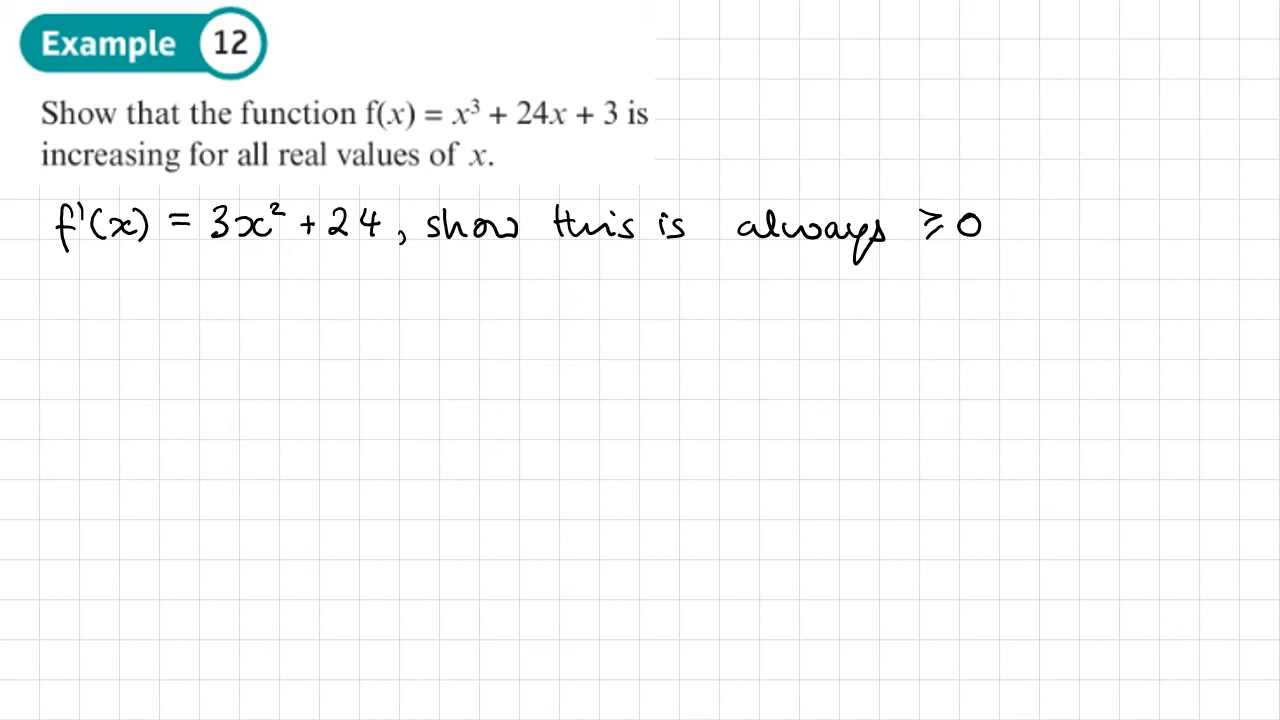 Example 12
Show that the function f(x) = x³ + 24x + 3 is
increasing for all real values of x.
f'(x) = 3x² + 24, show this is always ⩾ 0